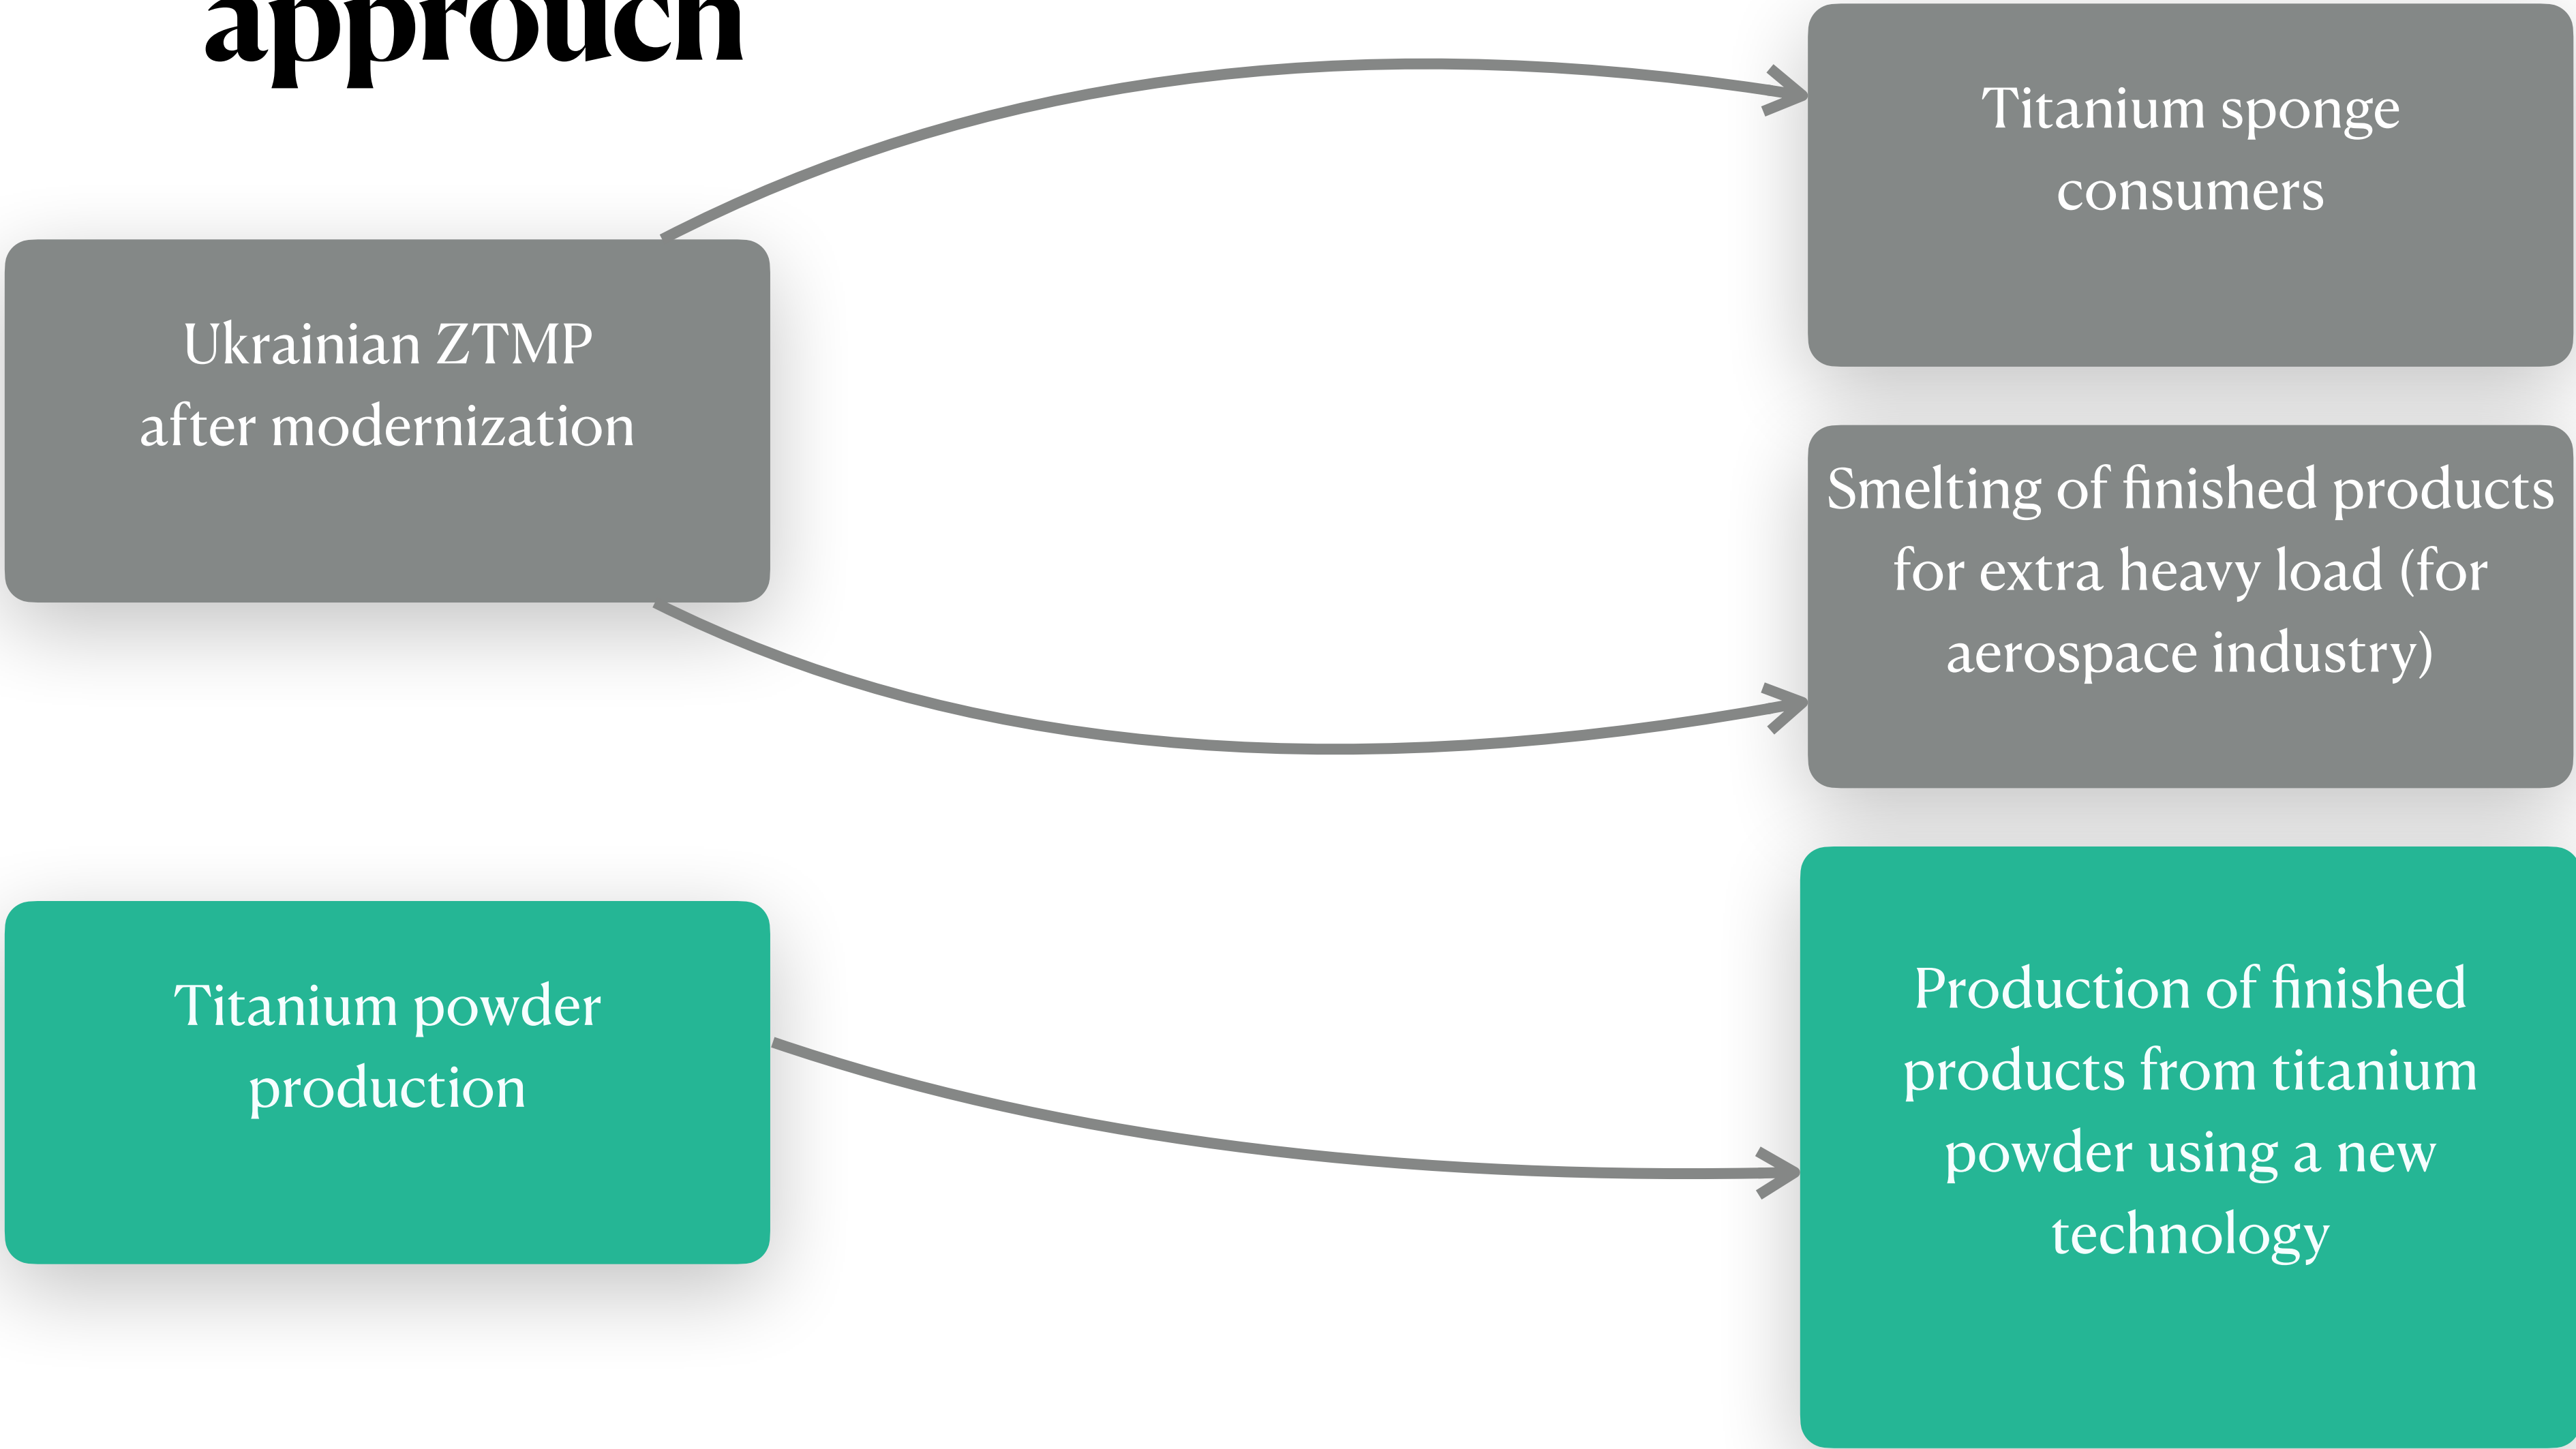 approuch
Titanium sponge
consumers
Ukrainian ZTMP
after modernization
Smelting of finished products
for extra heavy load (for
aerospace industry)
Titanium powder
production
Production of finished
products from titanium
powder using a new
technology